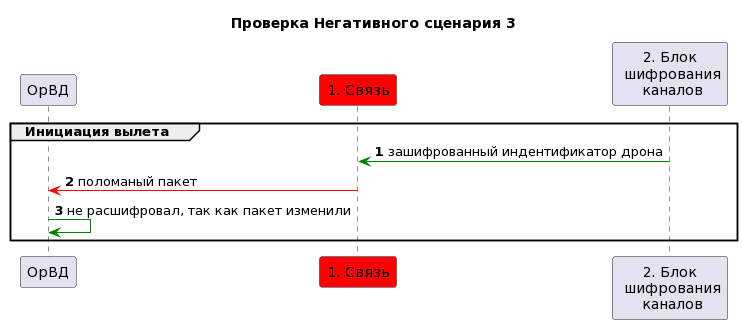 Проверка Негативного сценария 3
ОрВД
1. Связь
2. Блок
шифрования
каналов
Инициация вылета
1 зашифрованный индентификатор дрона
2 поломаный пакет
3 не расшифровал, так как пакет изменили
ОрВД
1. Связь
2. Блок
шифрования
каналов